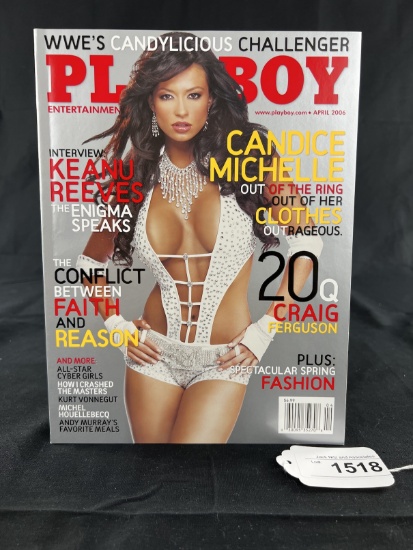 WWE'S CANDYLICIOUS CHALLENGER
PLAYBOY
ENTERTAINMENT
www.playboy.com • APRIL 2006
INTERVIEW:
KEANU
REEVES
THE ENIGMA
SPEAKS
CANDICE
MICHELLE
OUT OF THE RING
OUT OF HER
CLOTHES
OUTRAGEOUS.
THE
CONFLICT
BETWEEN
FAITH
AND
REASON
20Q
CRAIG
FERGUSON
AND MORE:
ALL-STAR
CYBER GIRLS
HOW I CRASHED
THE MASTERS
KURT VONNEGUT
MICHEL
HOUELLEBECQ
ANDY MURRAY'S
FAVORITE MEALS
PLUS:
SPECTACULAR SPRING
FASHION
1518